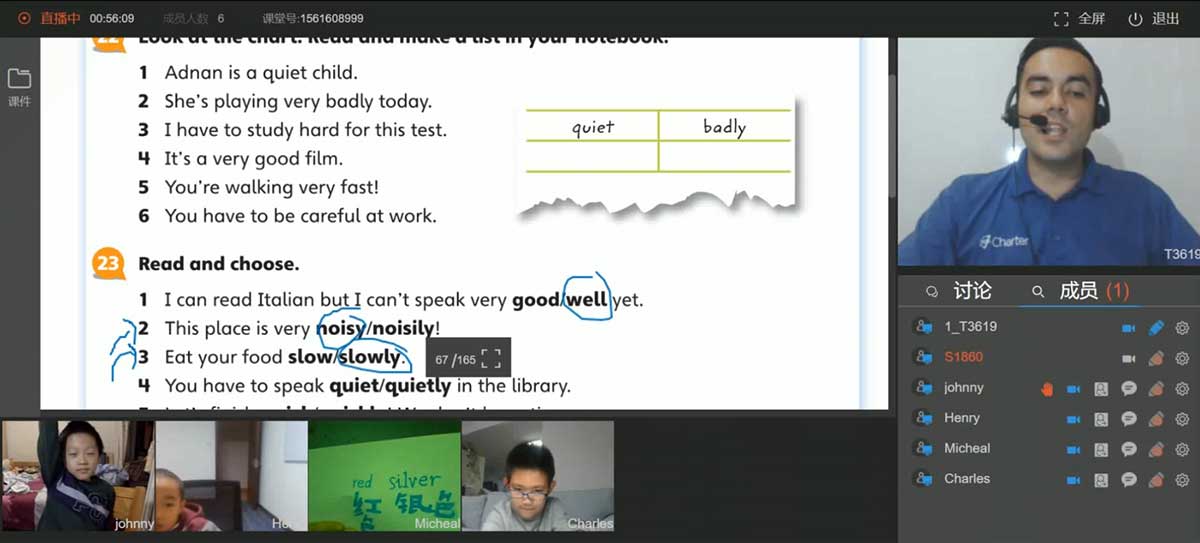 直播中 00:56:09 成员人数 6 课堂号:1561608999 全屏 退出
课件
22 Look at the chart. Read and make a list in your notebook.
1 Adnan is a quiet child.
2 She's playing very badly today.
3 I have to study hard for this test.
4 It's a very good film.
5 You're walking very fast!
6 You have to be careful at work.
quiet badly
23 Read and choose.
1 I can read Italian but I can't speak very good/well yet.
2 This place is very noisy/noisily!
3 Eat your food slow/slowly.
4 You have to speak quiet/quietly in the library.
67 /165
Charter
T3619
讨论 成员 (1)
1_T3619
S1860
johnny
Henry
Micheal
Charles
red silver
红 银色
色
johnny He Micheal Charles